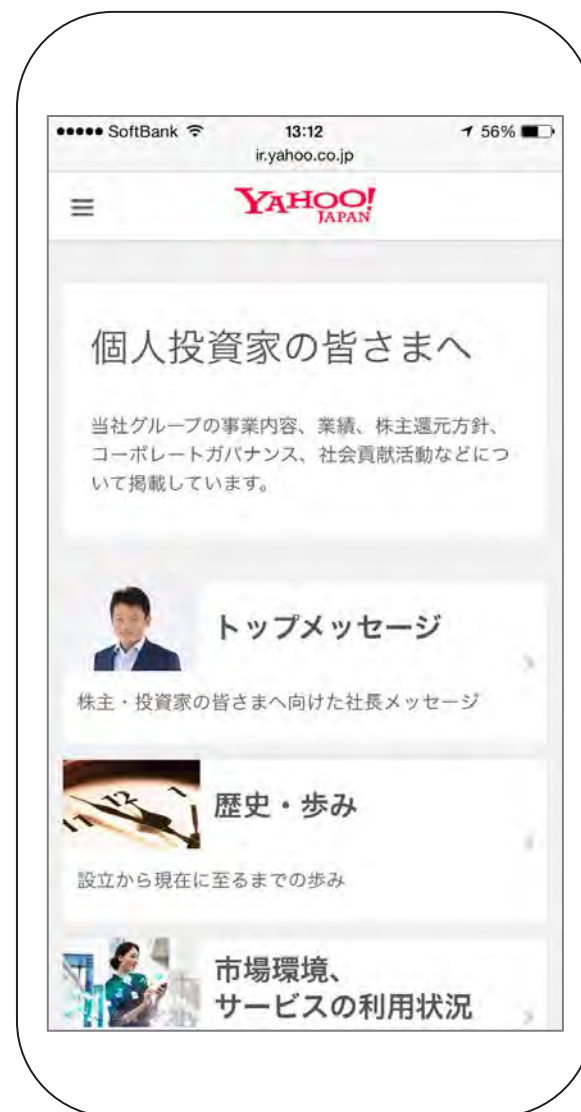 ●●●●● SoftBank 13:12 56%
ir.yahoo.co.jp
YAHOO!
JAPAN
個人投資家の皆さまへ
当社グループの事業内容、業績、株主還元方針、
コーポレートガバナンス、社会貢献活動などにつ
いて掲載しています。
トップメッセージ
株主・投資家の皆さまへ向けた社長メッセージ
12 1
11
歴史・歩み
設立から現在に至るまでの歩み
市場環境、
サービスの利用状況